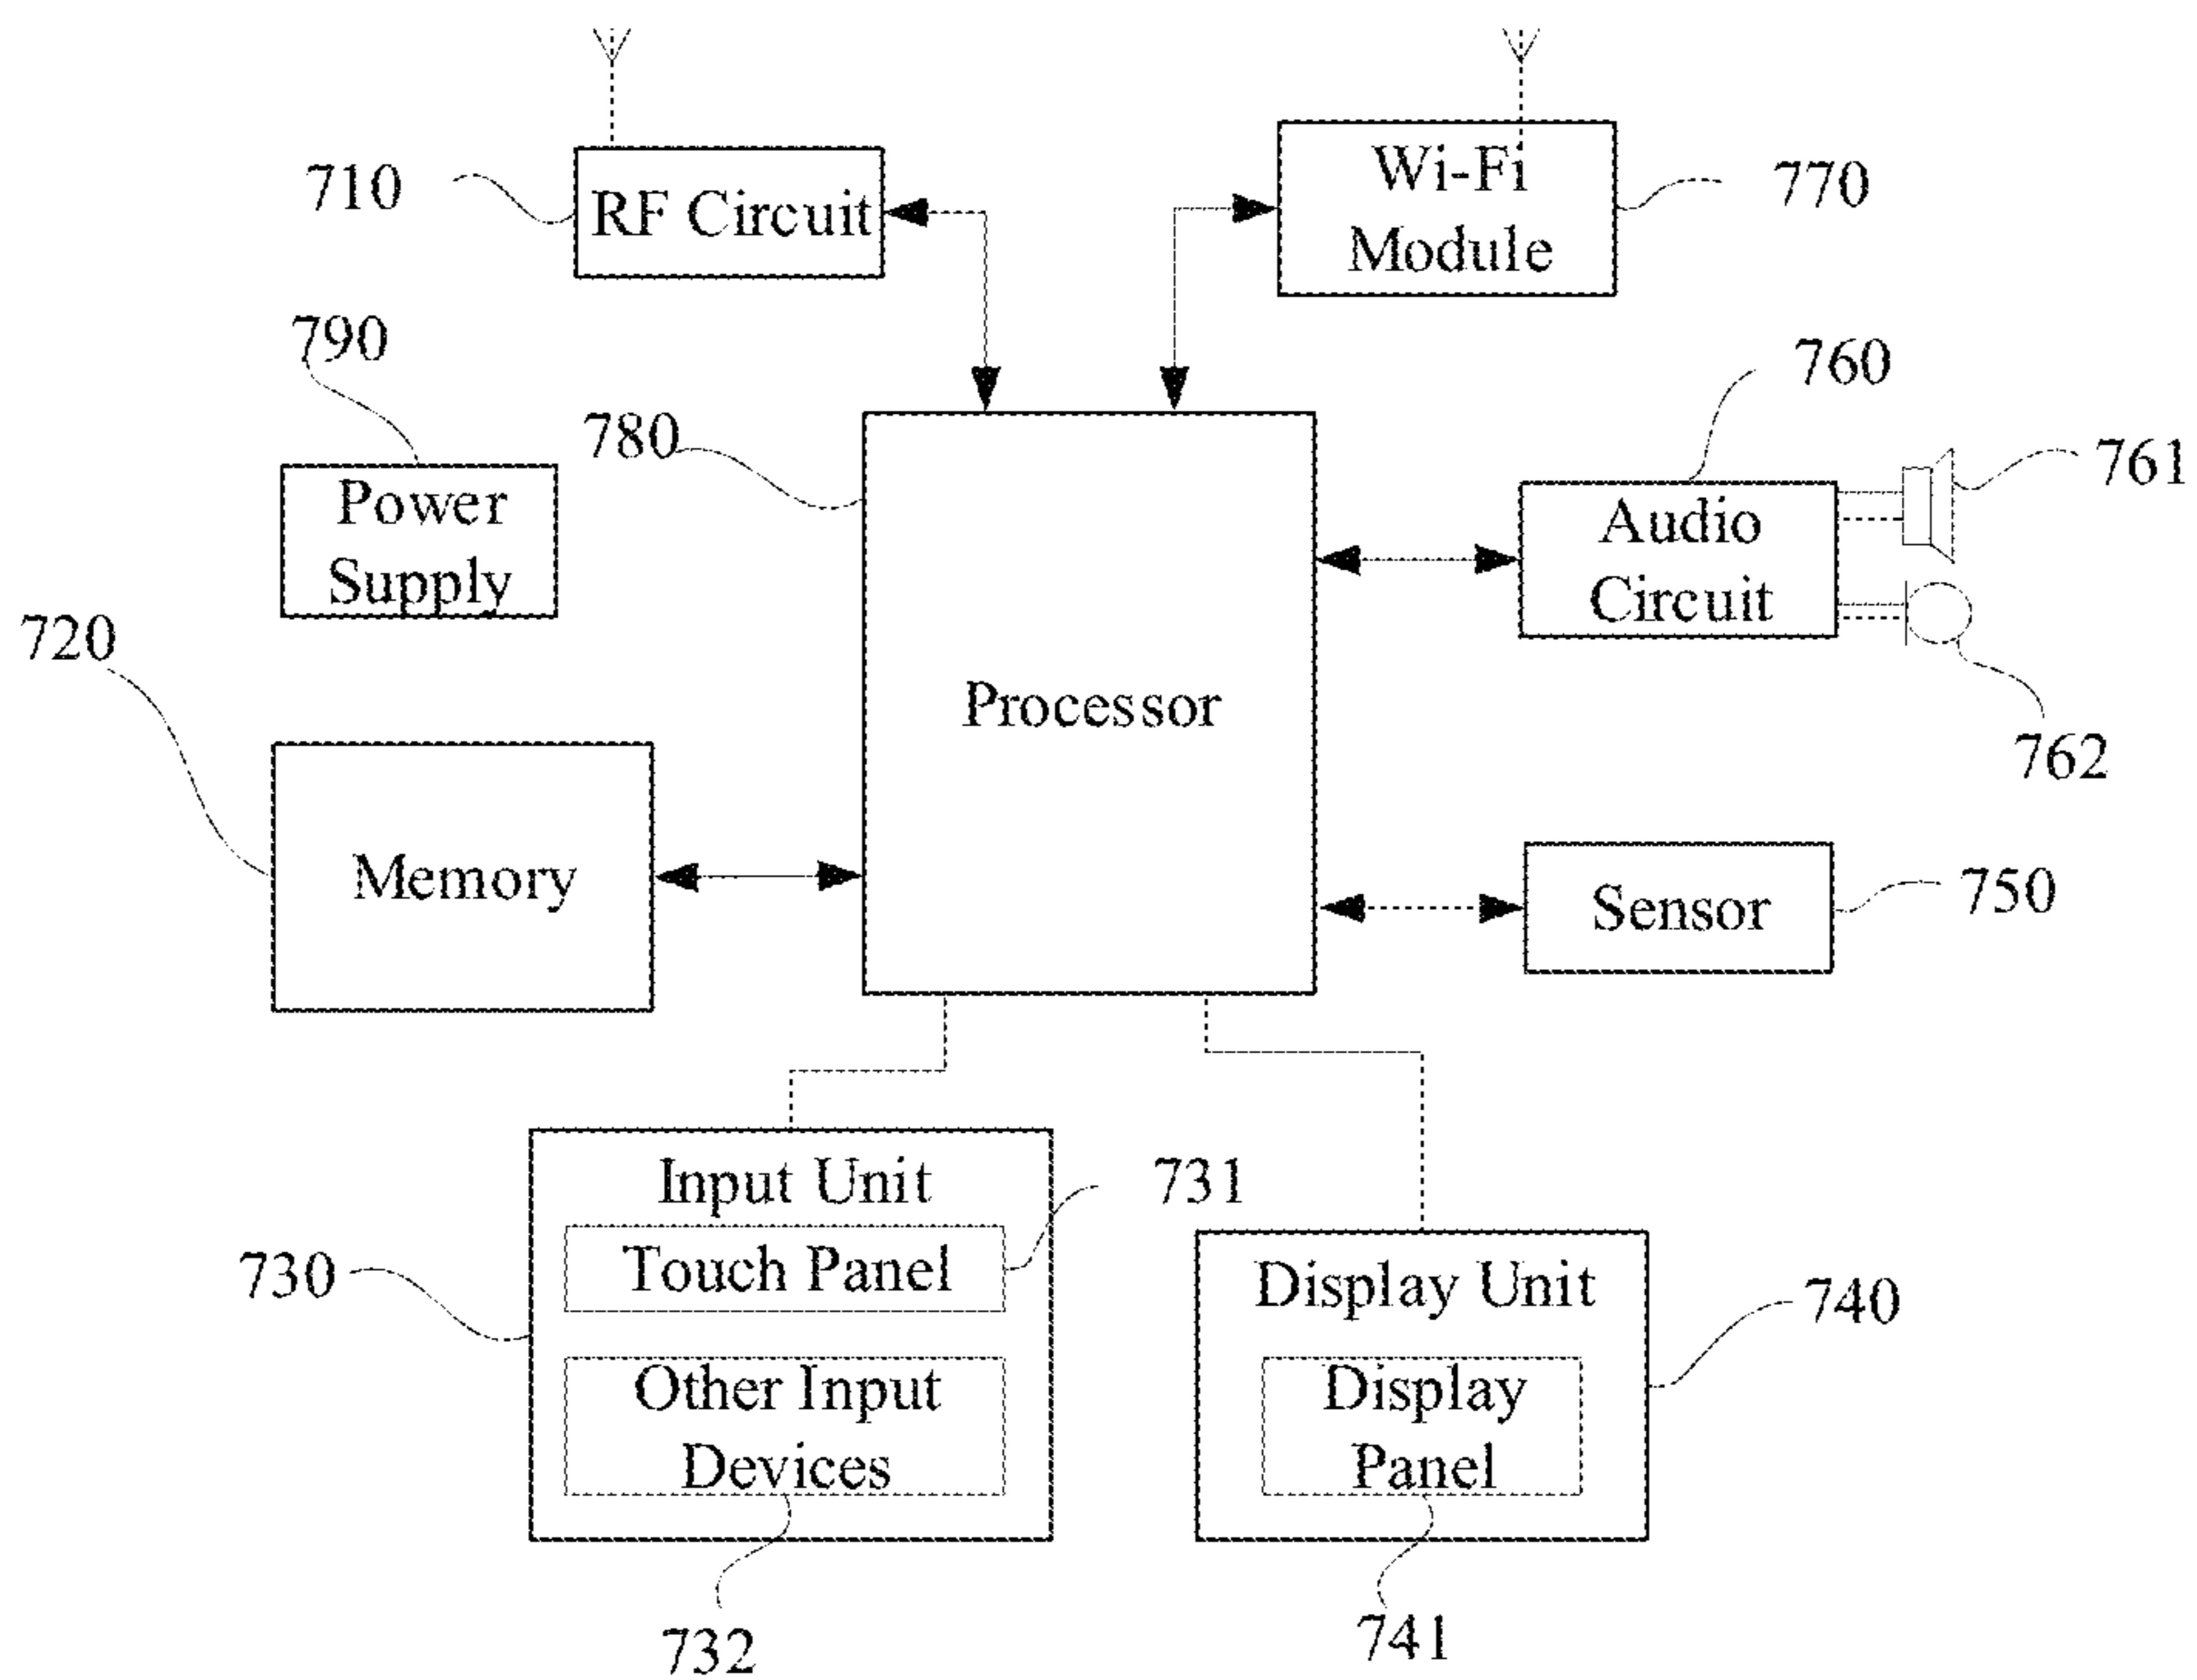 710
RF Circuit
Wi-Fi
Module
770
790
780
760
761
Power
Supply
Audio
Circuit
720
Processor
762
Memory
Sensor
750
Input Unit
731
730
Touch Panel
Display Unit
740
Other Input
Devices
Display
Panel
732
741